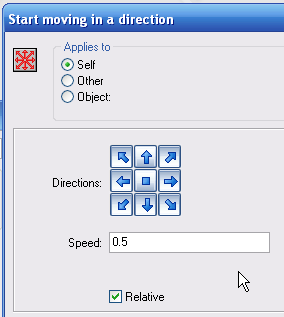 Start moving in a direction
Applies to
Self
Other
Object:
Directions:
Speed: 0.5
Relative